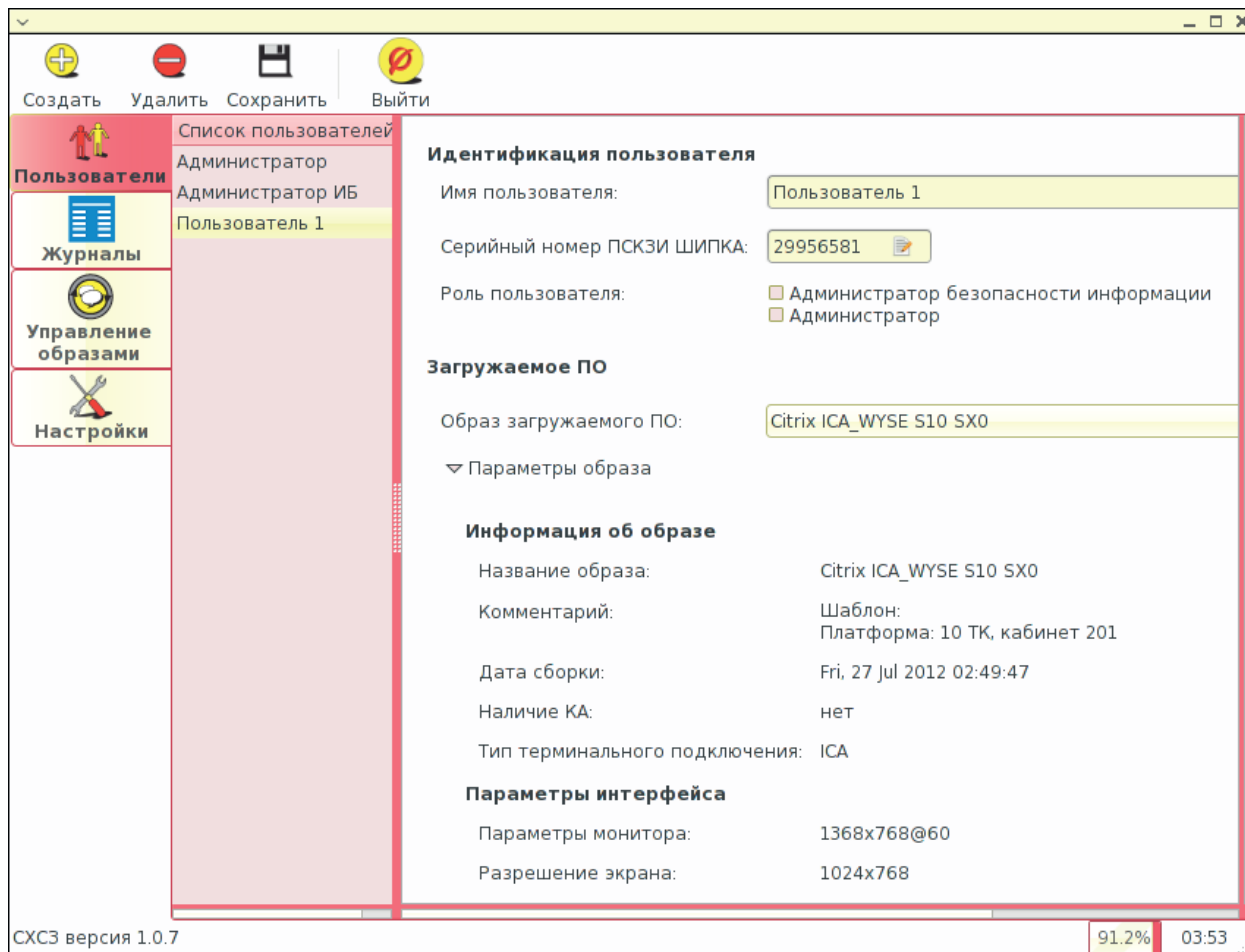 Создать Удалить Сохранить Выйти
Пользователи
Журналы
Управление
образами
Настройки
Список пользователей
Администратор
Администратор ИБ
Пользователь 1
Идентификация пользователя
Имя пользователя: Пользователь 1
Серийный номер ПСКЗИ ШИПКА: 29956581
Роль пользователя: Администратор безопасности информации
Администратор
Загружаемое ПО
Образ загружаемого ПО: Citrix ICA_WYSE S10 SX0
Параметры образа
Информация об образе
Название образа: Citrix ICA_WYSE S10 SX0
Комментарий: Шаблон:
Платформа: 10 ТК, кабинет 201
Дата сборки: Fri, 27 Jul 2012 02:49:47
Наличие КА: нет
Тип терминального подключения: ICA
Параметры интерфейса
Параметры монитора: 1368x768@60
Разрешение экрана: 1024x768
СХСЗ версия 1.0.7 91.2% 03:53